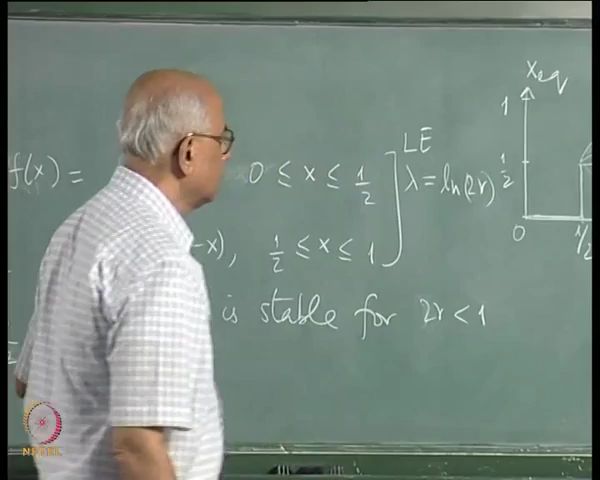 f(x) = 0 ≤ x ≤ 1/2
-x), 1/2 ≤ x ≤ 1
LE
λ = ln(2r)
is stable for 2r < 1
x eq
1
1/2
0 1/2
NPTEL